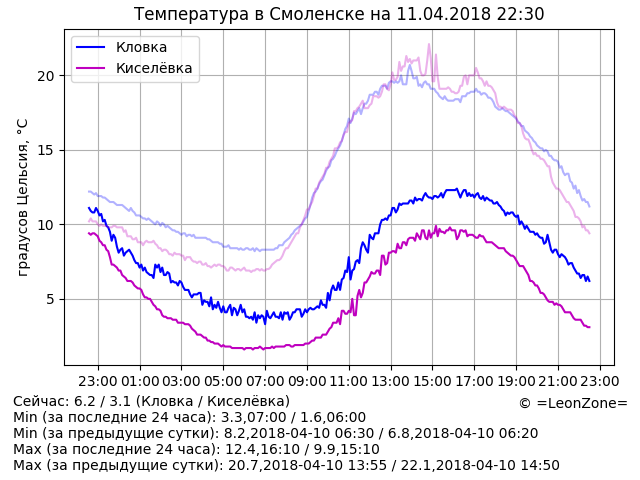 Температура в Смоленске на 11.04.2018 22:30
Кловка
Киселёвка
градусов Цельсия, °C
20
15
10
5
23:00 01:00 03:00 05:00 07:00 09:00 11:00 13:00 15:00 17:00 19:00 21:00 23:00
Сейчас: 6.2 / 3.1 (Кловка / Киселёвка)
© =LeonZone=
Min (за последние 24 часа): 3.3,07:00 / 1.6,06:00
Min (за предыдущие сутки): 8.2,2018-04-10 06:30 / 6.8,2018-04-10 06:20
Max (за последние 24 часа): 12.4,16:10 / 9.9,15:10
Max (за предыдущие сутки): 20.7,2018-04-10 13:55 / 22.1,2018-04-10 14:50